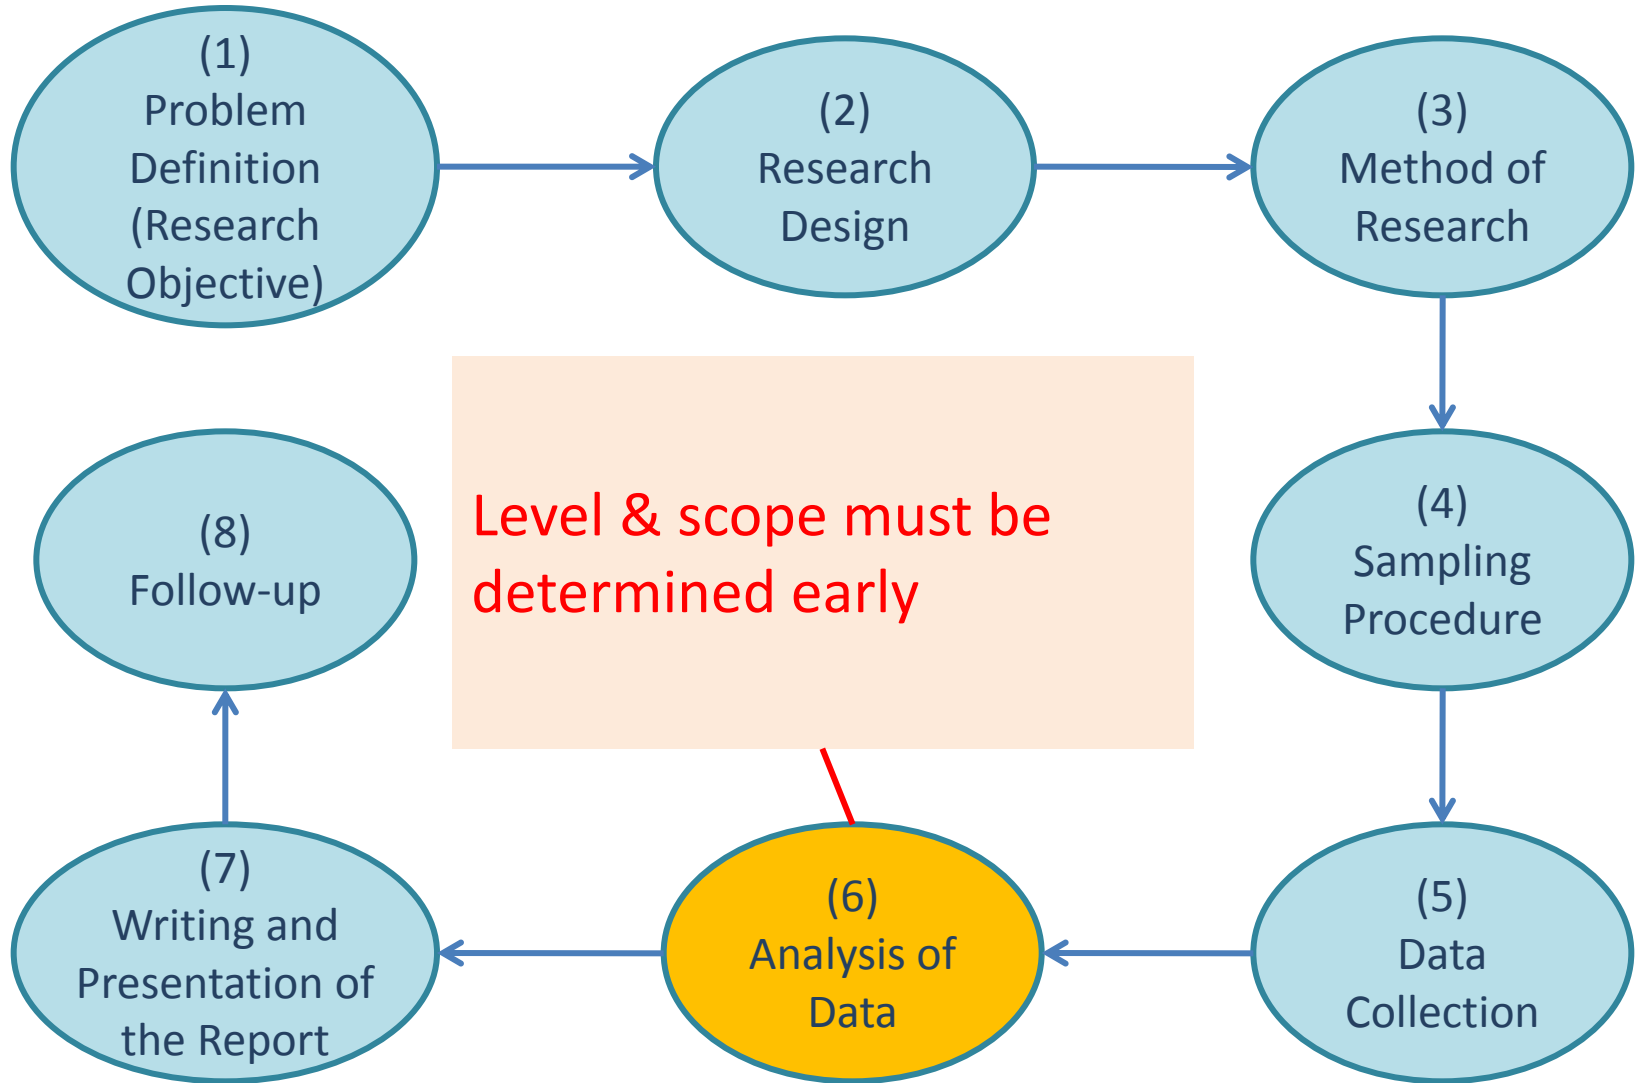 (1)
Problem
Definition
(Research
Objective)
(2)
Research
Design
(3)
Method of
Research
(4)
Sampling
Procedure
(5)
Data
Collection
(6)
Analysis of
Data
(7)
Writing and
Presentation of
the Report
(8)
Follow-up
Level & scope must be
determined early